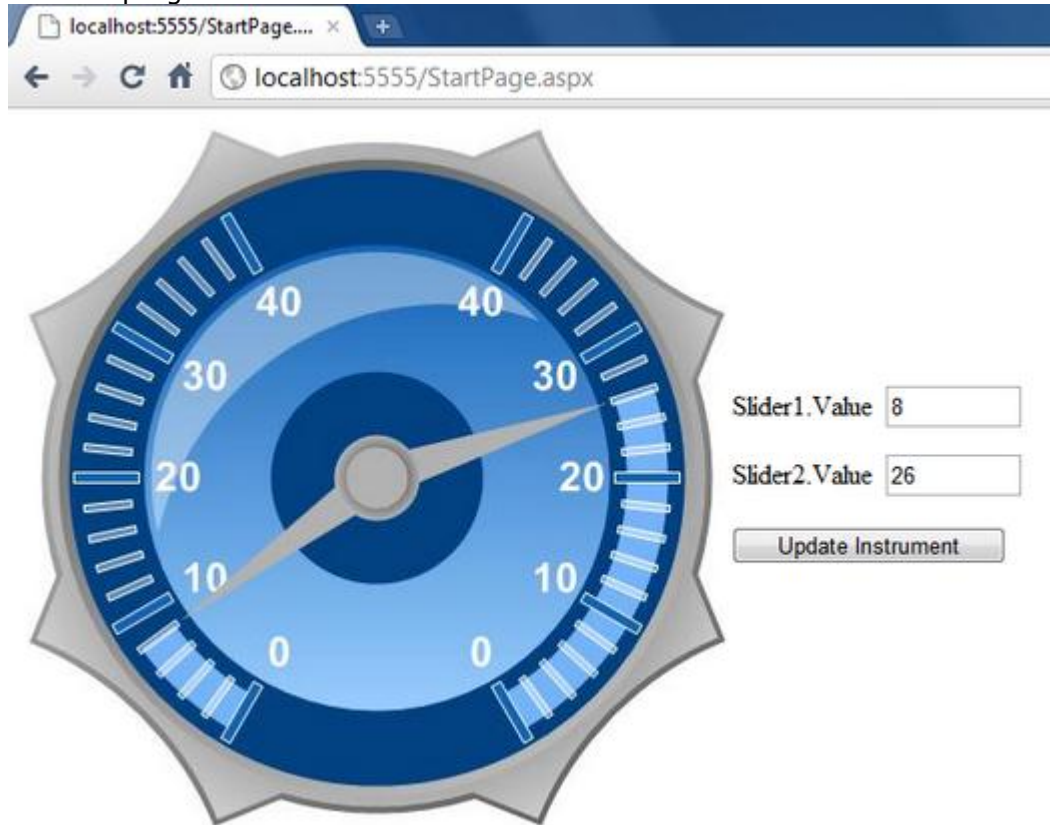 localhost:5555/StartPage....
localhost:5555/StartPage.aspx
40 40
30 30
20 20
10 10
0 0
Slider1.Value 8
Slider2.Value 26
Update Instrument